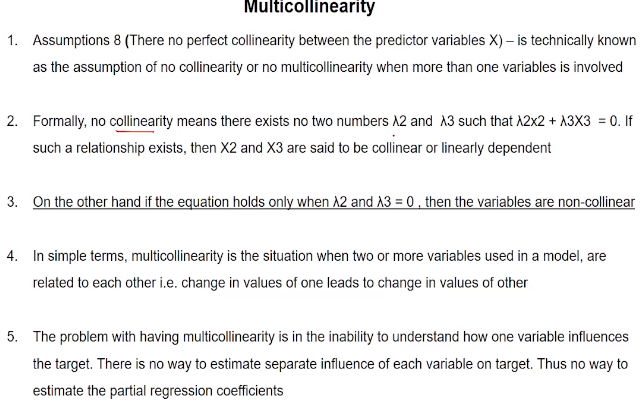 Multicollinearity
1. Assumptions 8 (There no perfect collinearity between the predictor variables X) – is technically known
as the assumption of no collinearity or no multicollinearity when more than one variables is involved
2. Formally, no collinearity means there exists no two numbers λ2 and λ3 such that λ2x2 + λ3X3 = 0. If
such a relationship exists, then X2 and X3 are said to be collinear or linearly dependent
3. On the other hand if the equation holds only when λ2 and λ3 = 0 , then the variables are non-collinear
4. In simple terms, multicollinearity is the situation when two or more variables used in a model, are
related to each other i.e. change in values of one leads to change in values of other
5. The problem with having multicollinearity is in the inability to understand how one variable influences
the target. There is no way to estimate separate influence of each variable on target. Thus no way to
estimate the partial regression coefficients